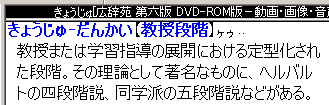 きょうじゅ[広辞苑 第六版 DVD-ROM版－動画・画像・音
きょうじゅ‐だんかい【教授段階】ヶゥ‥
教授または学習指導の展開における定型化され
た段階。その理論として著名なものに、ヘルバル
トの四段階説、同学派の五段階説などがある。